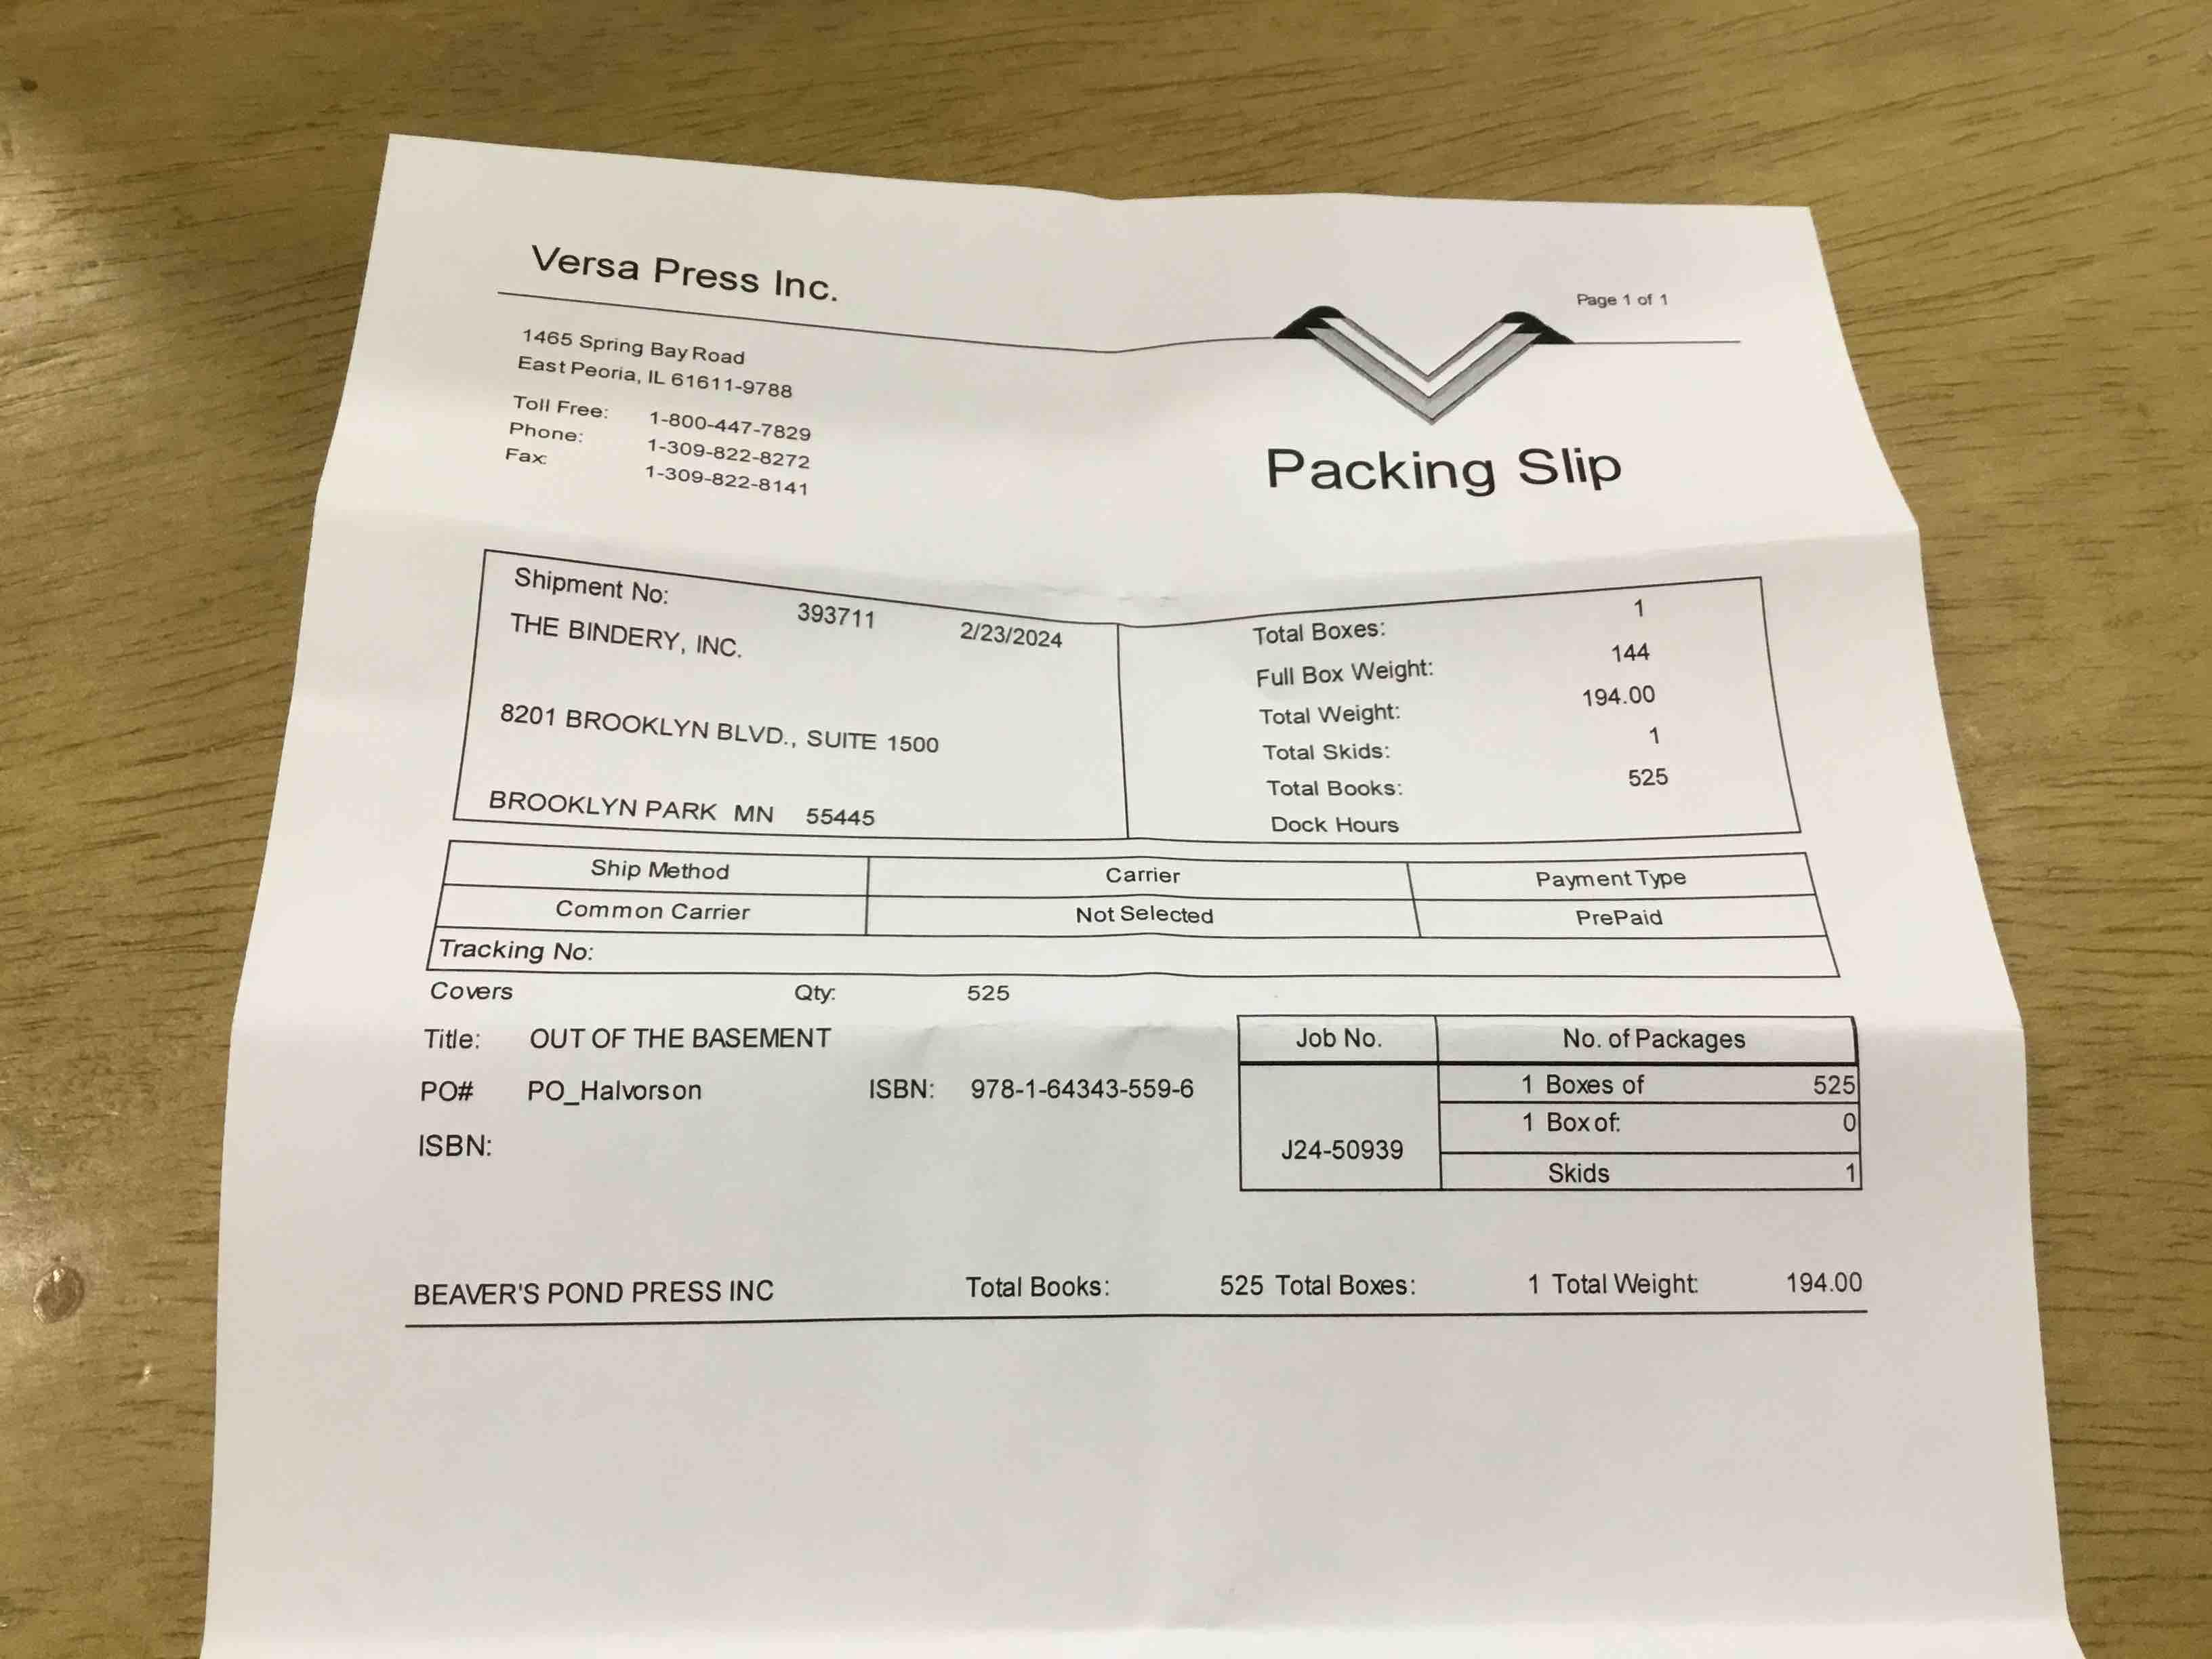 Versa Press Inc.
Page 1 of 1
1465 Spring Bay Road
East Peoria, IL 61611-9788
Toll Free: 1-800-447-7829
Phone: 1-309-822-8272
Fax: 1-309-822-8141
Packing Slip
Shipment No: 393711 2/23/2024
THE BINDERY, INC.
8201 BROOKLYN BLVD., SUITE 1500
BROOKLYN PARK MN 55445
Total Boxes: 1
Full Box Weight: 144
Total Weight: 194.00
Total Skids: 1
Total Books: 525
Dock Hours
Ship Method Carrier Payment Type
Common Carrier Not Selected PrePaid
Tracking No:
Covers Qty: 525
Title: OUT OF THE BASEMENT
PO# PO_Halvorson ISBN: 978-1-64343-559-6
ISBN:
Job No. No. of Packages
1 Boxes of 525
1 Box of: 0
J24-50939
Skids 1
BEAVER'S POND PRESS INC Total Books: 525 Total Boxes: 1 Total Weight: 194.00